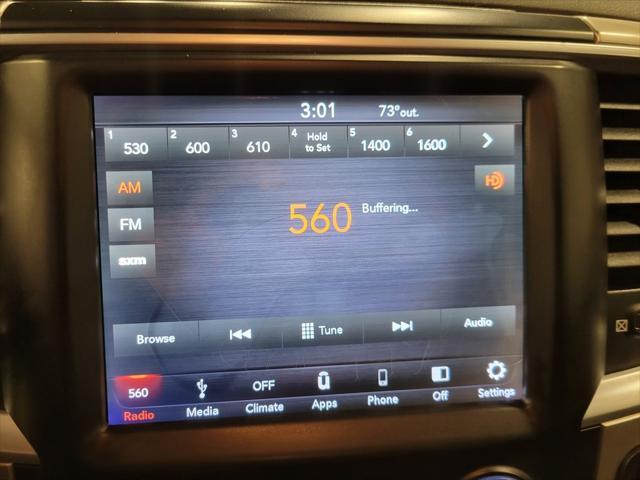 3:01 73°out.
1 530 2 600 3 610 4 Hold to Set 5 1400 6 1600
AM HD
560 Buffering...
FM
sxm
Browse Tune Audio
560 OFF
Radio Media Climate Apps Phone Off Settings